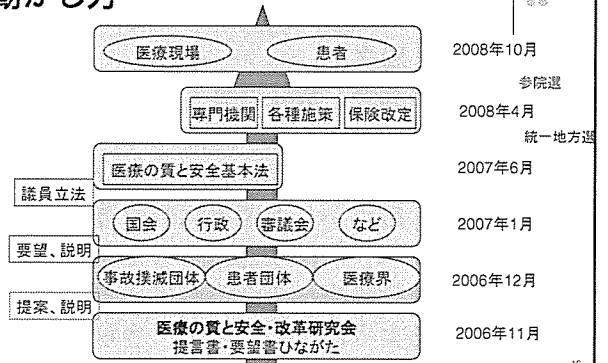 医療現場 患者 2008年10月
参院選
専門機関 各種施策 保険改定 2008年4月
統一地方選
医療の質と安全基本法 2007年6月
議員立法
国会 行政 審議会 など 2007年1月
要望、説明
事故撲滅団体 患者団体 医療界 2006年12月
提案、説明
医療の質と安全・改革研究会 2006年11月
提言書・要望書ひながた